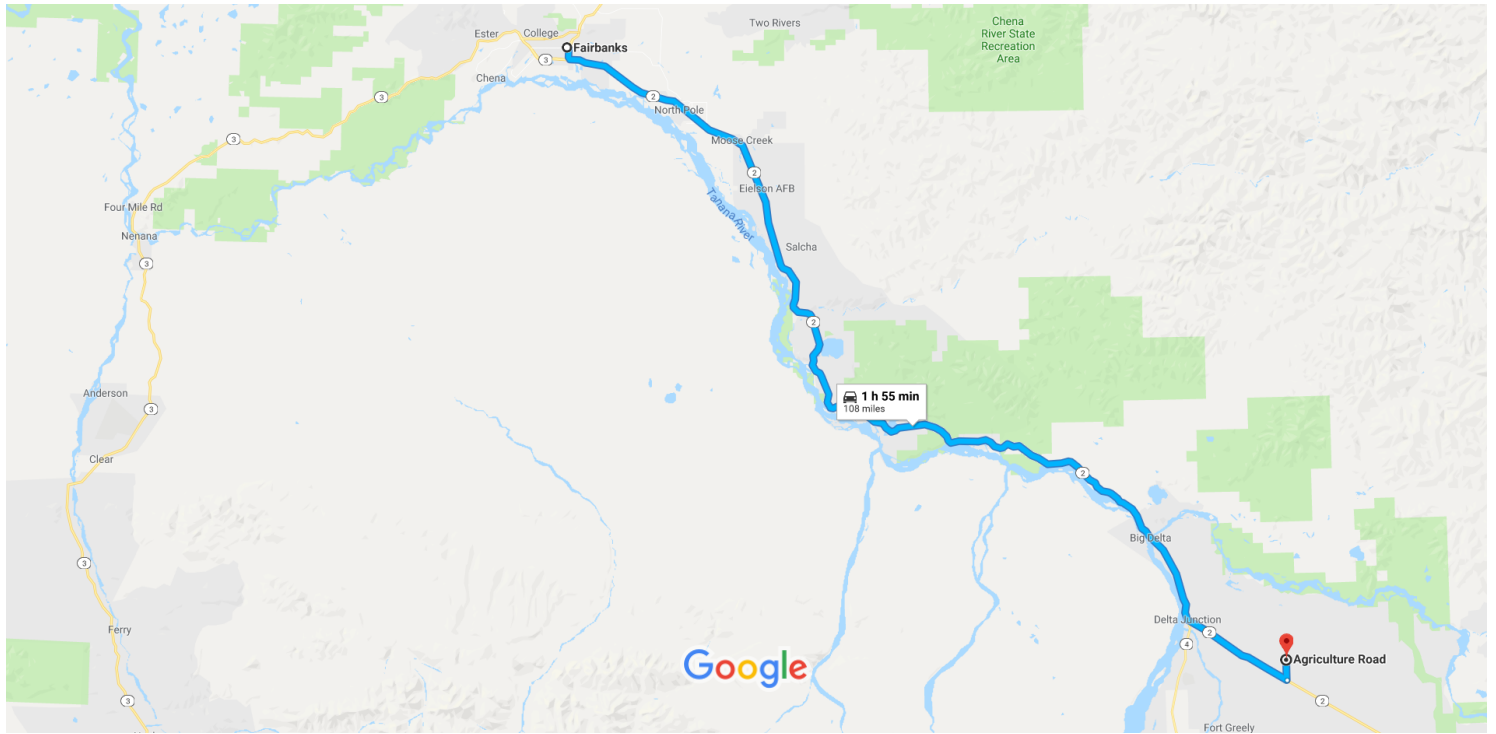 Two Rivers
Chena
River State
Recreation
Area
Ester
College
Fairbanks
3
Chena
3
2
North Pole
3
Moose Creek
2
Eielson AFB
Tanana River
Four Mile Rd
Nenana
Salcha
3
2
Anderson
1 h 55 min
108 miles
3
Clear
2
Big Delta
3
Delta Junction
2
Ferry
4
Agriculture Road
Google
3
2
Fort Greely